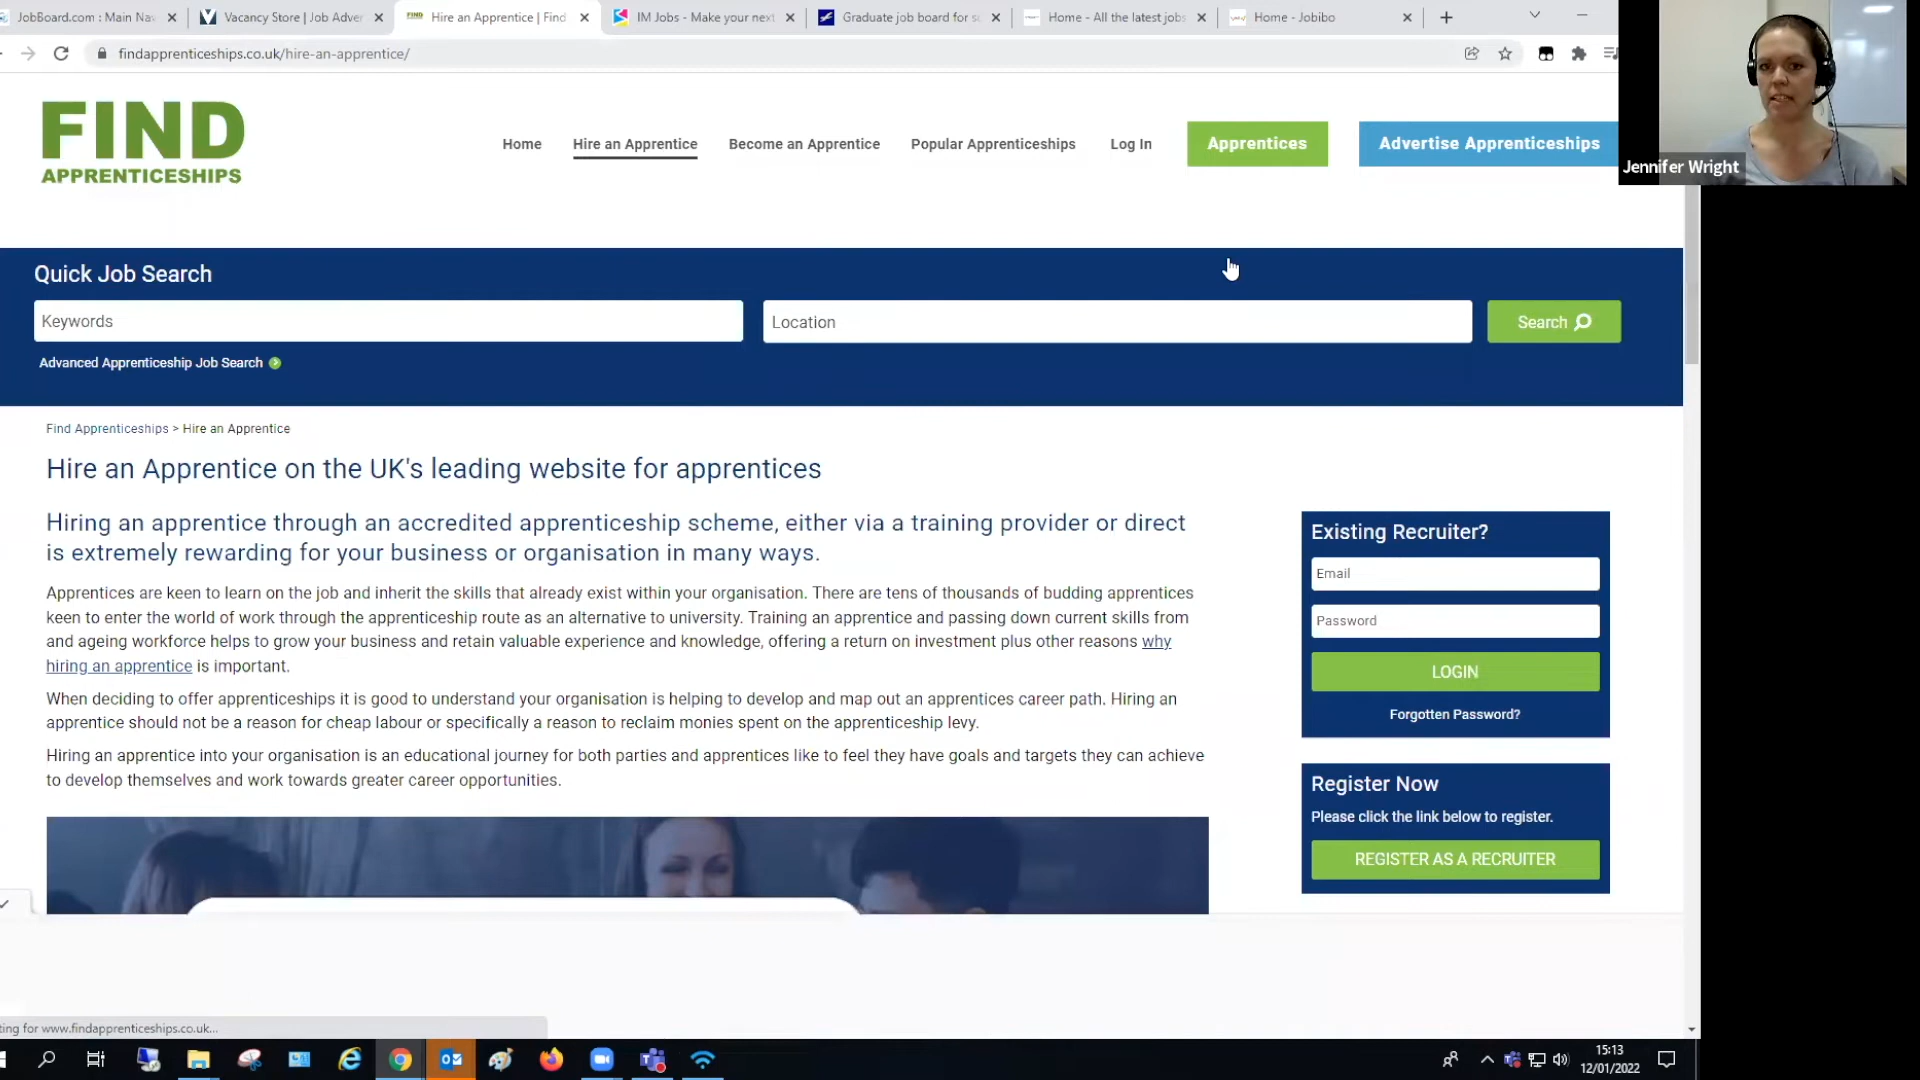 JobBoard.com : Main Na
Vacancy Store | Job Adver
FIND Hire an Apprentice | Find
IM Jobs - Make your next
Graduate job board for s
Home - All the latest jobs
Home - Jobibo
findapprenticeships.co.uk/hire-an-apprentice/
FIND
APPRENTICESHIPS
Home
Hire an Apprentice
Become an Apprentice
Popular Apprenticeships
Log In
Apprentices
Advertise Apprenticeships
Jennifer Wright
Quick Job Search
Keywords
Location
Search
Advanced Apprenticeship Job Search
Find Apprenticeships > Hire an Apprentice
Hire an Apprentice on the UK's leading website for apprentices
Hiring an apprentice through an accredited apprenticeship scheme, either via a training provider or direct
is extremely rewarding for your business or organisation in many ways.
Apprentices are keen to learn on the job and inherit the skills that already exist within your organisation. There are tens of thousands of budding apprentices
keen to enter the world of work through the apprenticeship route as an alternative to university. Training an apprentice and passing down current skills from
and ageing workforce helps to grow your business and retain valuable experience and knowledge, offering a return on investment plus other reasons why
hiring an apprentice is important.
When deciding to offer apprenticeships it is good to understand your organisation is helping to develop and map out an apprentices career path. Hiring an
apprentice should not be a reason for cheap labour or specifically a reason to reclaim monies spent on the apprenticeship levy.
Hiring an apprentice into your organisation is an educational journey for both parties and apprentices like to feel they have goals and targets they can achieve
to develop themselves and work towards greater career opportunities.
Existing Recruiter?
Email
Password
LOGIN
Forgotten Password?
Register Now
Please click the link below to register.
REGISTER AS A RECRUITER
ting for www.findapprenticeships.co.uk...
15:13
12/01/2022